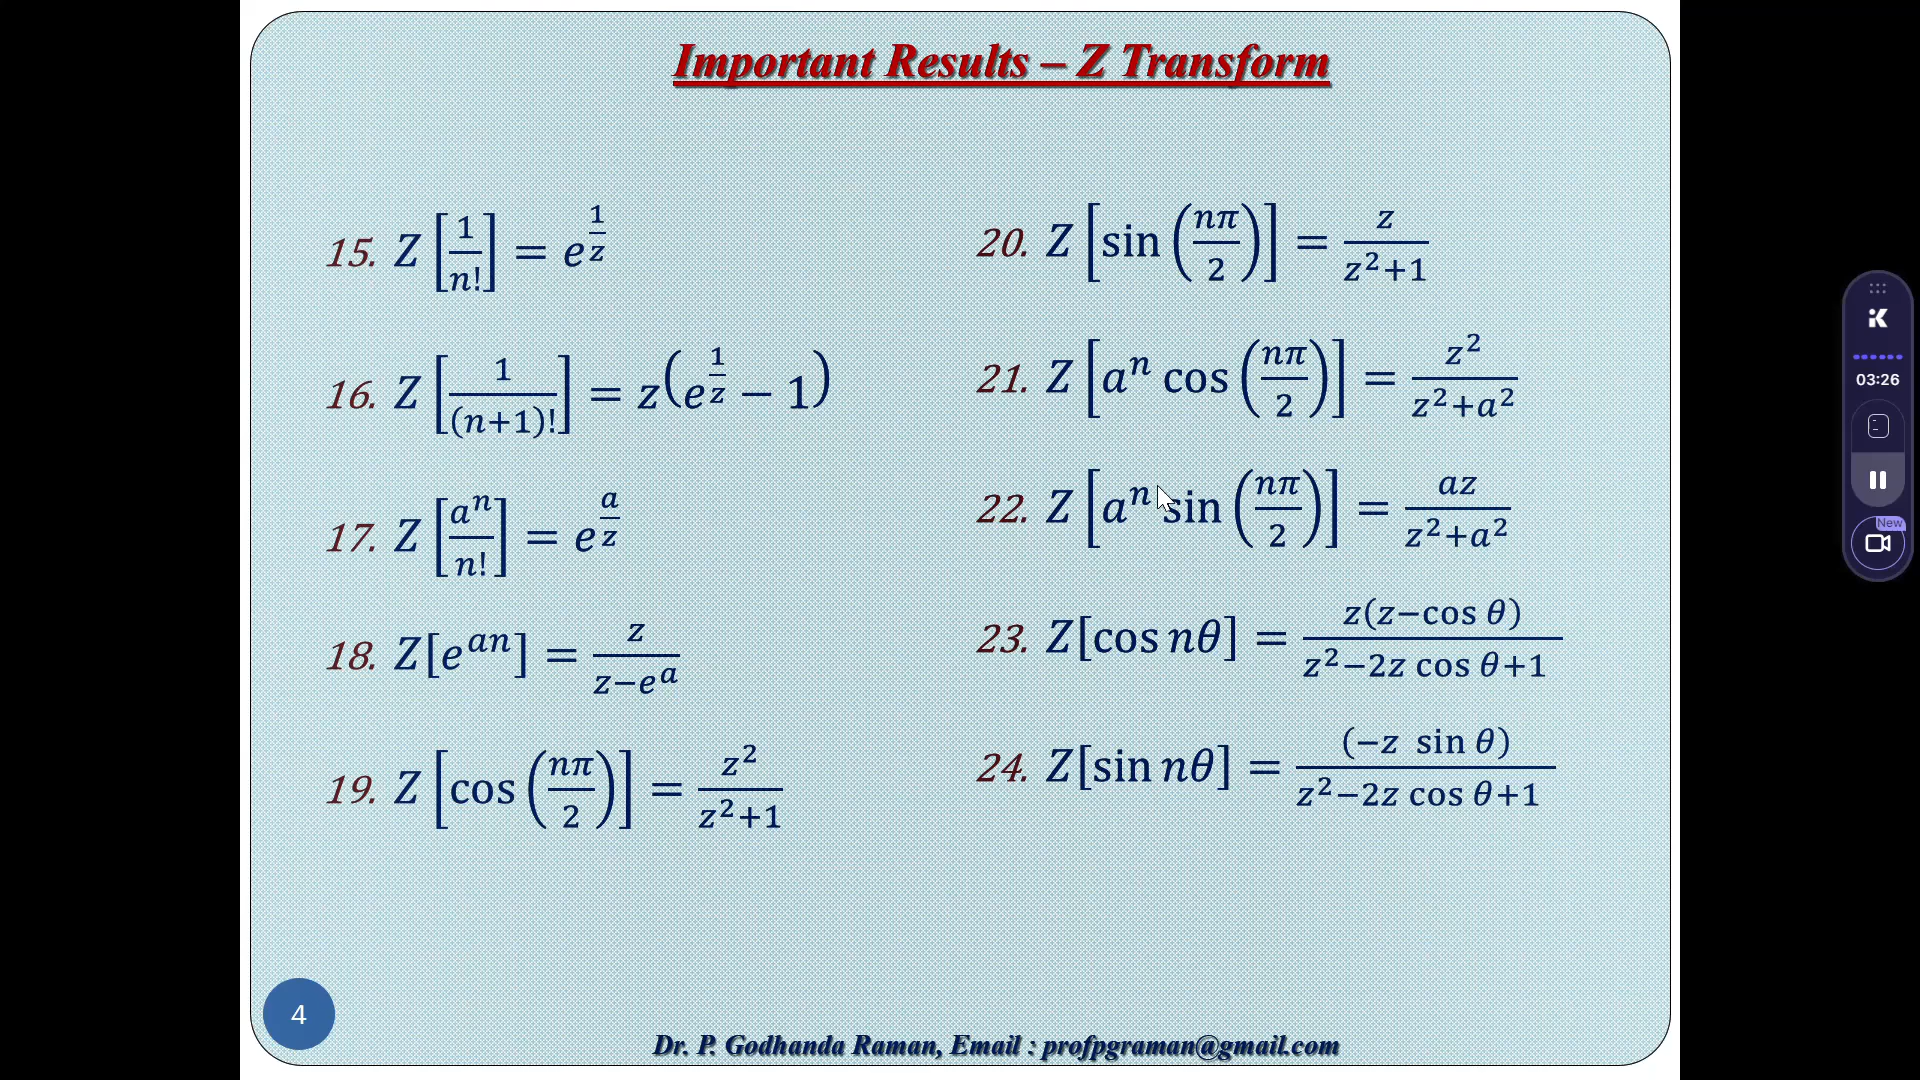 Important Results – Z Transform
15. Z[1/n!] = e^(1/z)
16. Z[1/(n+1)!] = z(e^(1/z) − 1)
17. Z[a^n/n!] = e^(a/z)
18. Z[e^(an)] = z/(z−e^a)
19. Z[cos(nπ/2)] = z²/(z²+1)
20. Z[sin(nπ/2)] = z/(z²+1)
21. Z[a^n cos(nπ/2)] = z²/(z²+a²)
22. Z[a^n sin(nπ/2)] = az/(z²+a²)
23. Z[cos nθ] = z(z−cos θ)/(z²−2z cos θ+1)
24. Z[sin nθ] = (−z sin θ)/(z²−2z cos θ+1)
4
Dr. P. Godhanda Raman, Email : profpgraman@gmail.com
03:26
New